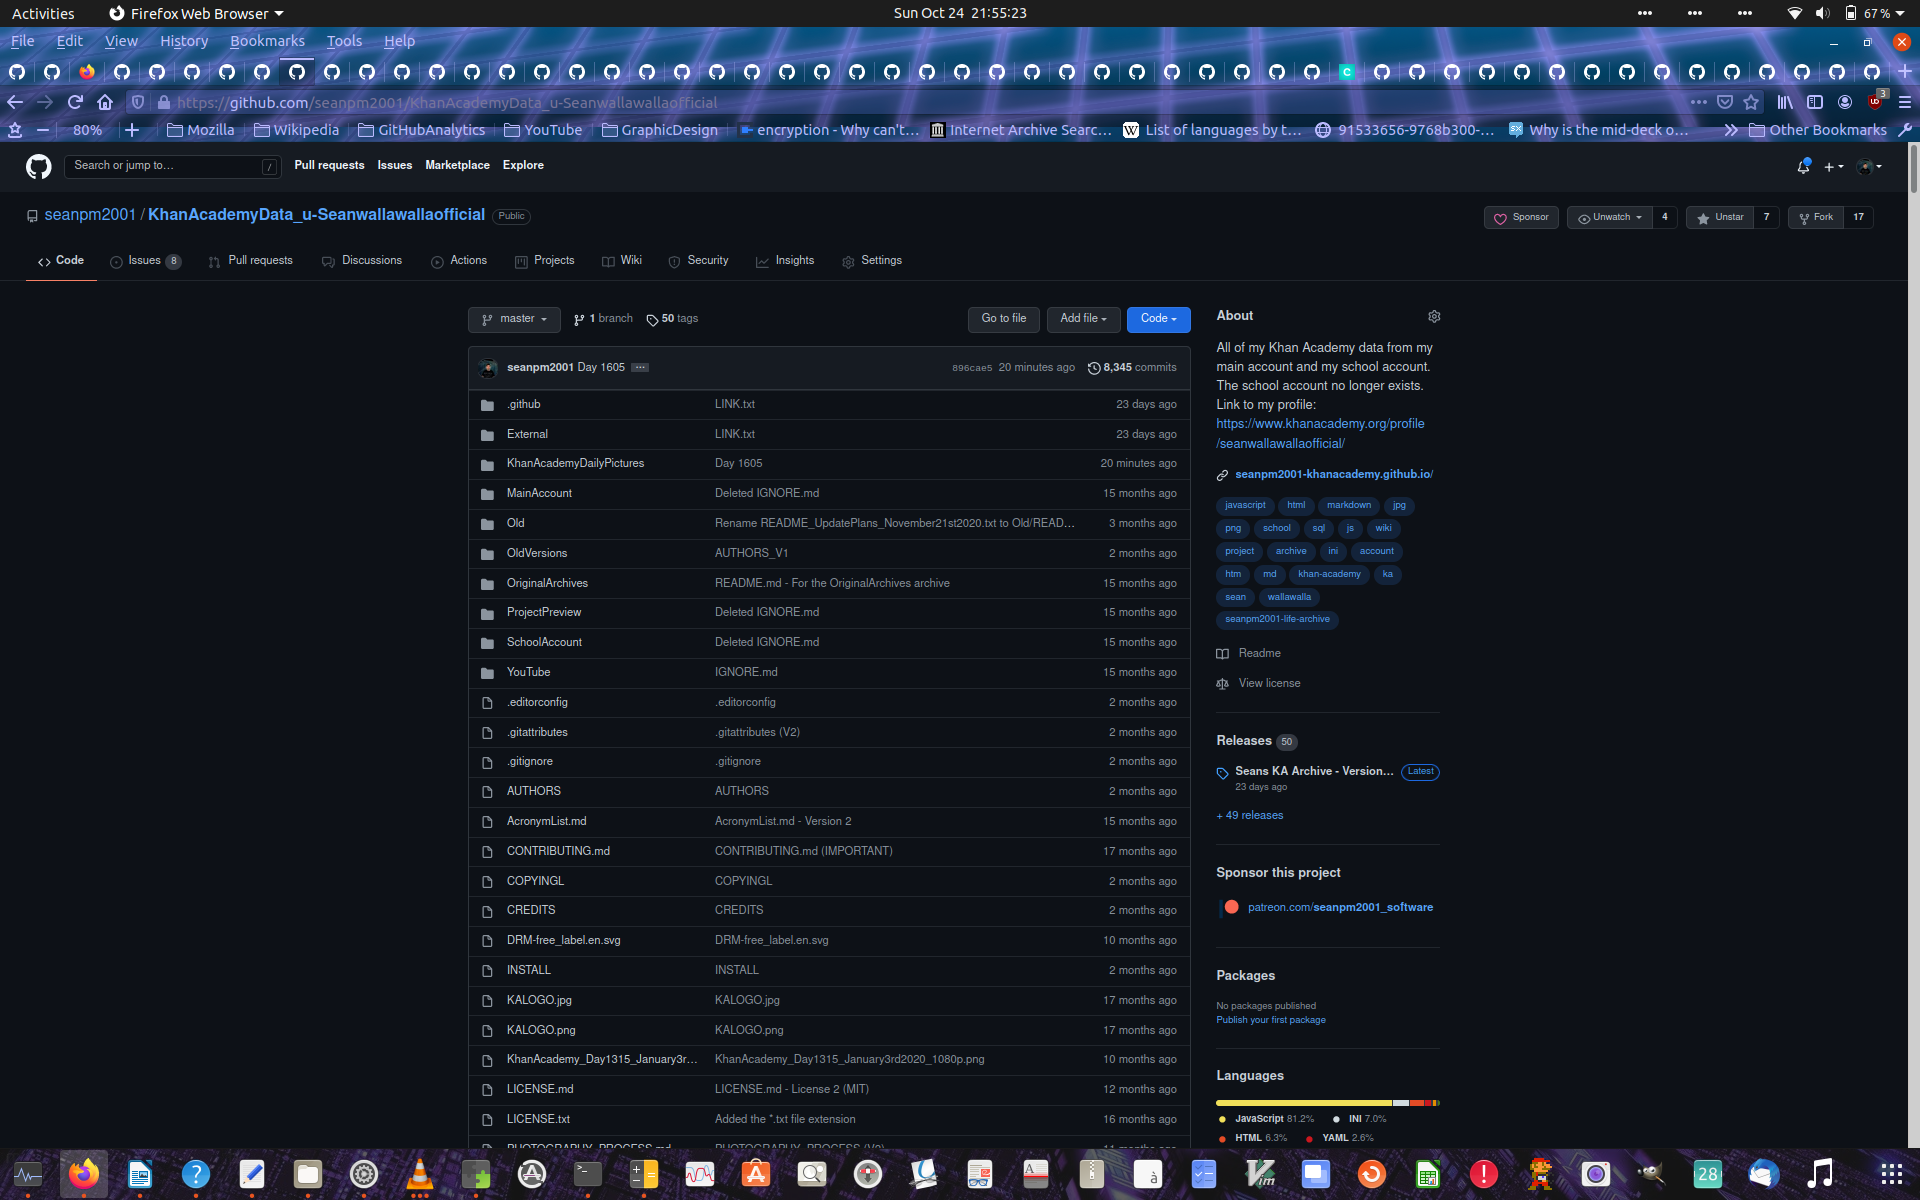 Activities
Firefox Web Browser
Sun Oct 24 21:55:23
67 %
File Edit View History Bookmarks Tools Help
https://github.com/seanpm2001/KhanAcademyData_u-Seanwallawallaofficial
3
80%
Mozilla
Wikipedia
GitHubAnalytics
YouTube
GraphicDesign
encryption - Why can't…
Internet Archive Searc…
List of languages by t…
91533656-9768b300-…
Why is the mid-deck o…
Other Bookmarks
Search or jump to…
/
Pull requests Issues Marketplace Explore
seanpm2001 / KhanAcademyData_u-Seanwallawallaofficial Public
Sponsor
Unwatch 4
Unstar 7
Fork 17
Code
Issues 8
Pull requests
Discussions
Actions
Projects
Wiki
Security
Insights
Settings
master
1 branch
50 tags
Go to file
Add file
Code
seanpm2001 Day 1605 ... 896cae5 20 minutes ago 8,345 commits
.github LINK.txt 23 days ago
External LINK.txt 23 days ago
KhanAcademyDailyPictures Day 1605 20 minutes ago
MainAccount Deleted IGNORE.md 15 months ago
Old Rename README_UpdatePlans_November21st2020.txt to Old/READ… 3 months ago
OldVersions AUTHORS_V1 2 months ago
OriginalArchives README.md - For the OriginalArchives archive 15 months ago
ProjectPreview Deleted IGNORE.md 15 months ago
SchoolAccount Deleted IGNORE.md 15 months ago
YouTube IGNORE.md 15 months ago
.editorconfig .editorconfig 2 months ago
.gitattributes .gitattributes (V2) 2 months ago
.gitignore .gitignore 2 months ago
AUTHORS AUTHORS 2 months ago
AcronymList.md AcronymList.md - Version 2 15 months ago
CONTRIBUTING.md CONTRIBUTING.md (IMPORTANT) 17 months ago
COPYINGL COPYINGL 2 months ago
CREDITS CREDITS 2 months ago
DRM-free_label.en.svg DRM-free_label.en.svg 10 months ago
INSTALL INSTALL 2 months ago
KALOGO.jpg KALOGO.jpg 17 months ago
KALOGO.png KALOGO.png 17 months ago
KhanAcademy_Day1315_January3r… KhanAcademy_Day1315_January3rd2020_1080p.png 10 months ago
LICENSE.md LICENSE.md - License 2 (MIT) 12 months ago
LICENSE.txt Added the *.txt file extension 16 months ago
About
All of my Khan Academy data from my
main account and my school account.
The school account no longer exists.
Link to my profile:
https://www.khanacademy.org/profile
/seanwallawallaofficial/
seanpm2001-khanacademy.github.io/
javascript html markdown jpg
png school sql js wiki
project archive ini account
htm md khan-academy ka
sean wallawalla
seanpm2001-life-archive
Readme
View license
Releases 50
Seans KA Archive - Version… Latest
23 days ago
+ 49 releases
Sponsor this project
patreon.com/seanpm2001_software
Packages
No packages published
Publish your first package
Languages
JavaScript 81.2% INI 7.0%
HTML 6.3% YAML 2.6%
28